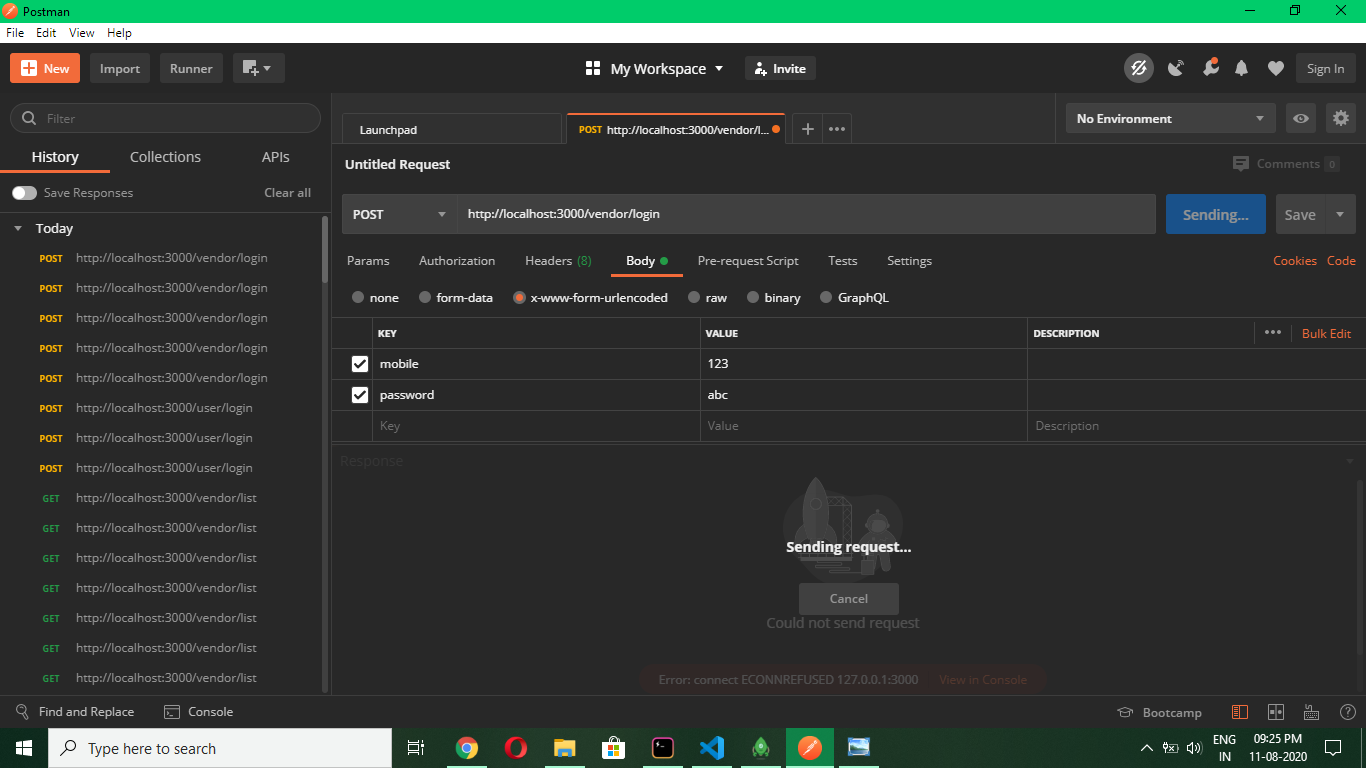 Postman
File Edit View Help
New Import Runner My Workspace Invite Sign In
Filter
Launchpad POST http://localhost:3000/vendor/l... No Environment
History Collections APIs
Untitled Request Comments 0
Save Responses Clear all
POST http://localhost:3000/vendor/login Sending... Save
Today
POST http://localhost:3000/vendor/login
POST http://localhost:3000/vendor/login
POST http://localhost:3000/vendor/login
POST http://localhost:3000/vendor/login
POST http://localhost:3000/vendor/login
POST http://localhost:3000/user/login
POST http://localhost:3000/user/login
POST http://localhost:3000/user/login
GET http://localhost:3000/vendor/list
GET http://localhost:3000/vendor/list
GET http://localhost:3000/vendor/list
GET http://localhost:3000/vendor/list
GET http://localhost:3000/vendor/list
GET http://localhost:3000/vendor/list
GET http://localhost:3000/vendor/list
Params Authorization Headers (8) Body Pre-request Script Tests Settings Cookies Code
none form-data x-www-form-urlencoded raw binary GraphQL
KEY VALUE DESCRIPTION ••• Bulk Edit
mobile 123
password abc
Key Value Description
Response
Sending request...
Cancel
Could not send request
Error: connect ECONNREFUSED 127.0.0.1:3000 View in Console
Find and Replace Console Bootcamp
Type here to search
ENG
IN
09:25 PM
11-08-2020